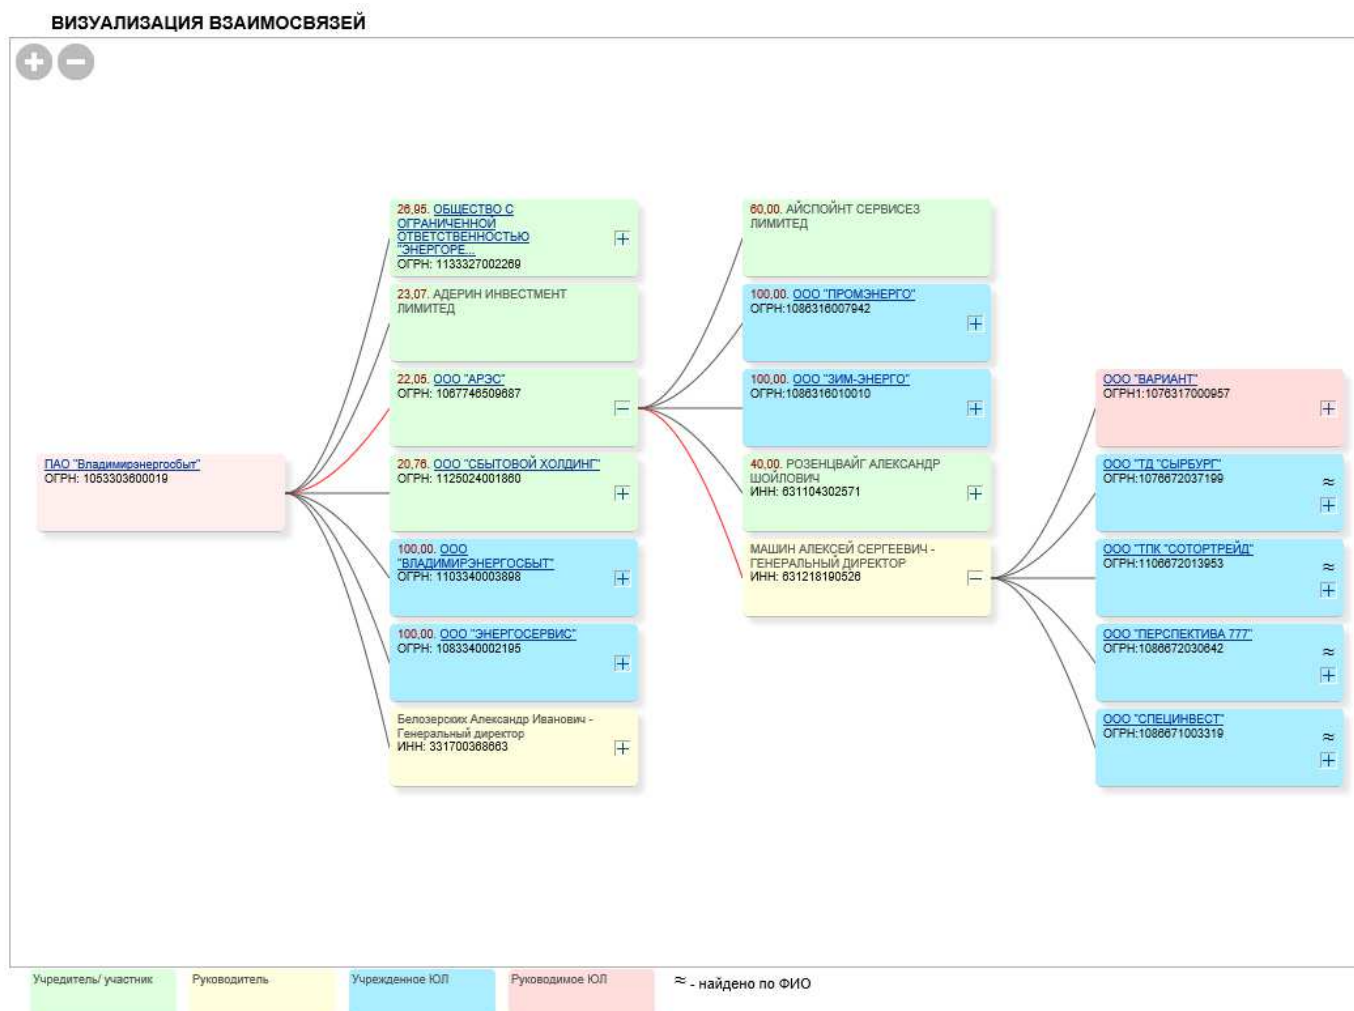 ВИЗУАЛИЗАЦИЯ ВЗАИМОСВЯЗЕЙ
ПАО "Владимирэнергосбыт"
ОГРН: 1053303600019
26,95. ОБЩЕСТВО С
ОГРАНИЧЕННОЙ
ОТВЕТСТВЕННОСТЬЮ
"ЭНЕРГОРЕ...
ОГРН: 1133327002269
23,07. АДЕРИН ИНВЕСТМЕНТ
ЛИМИТЕД
22,05. ООО "АРЭС"
ОГРН: 1067746509687
20,76. ООО "СБЫТОВОЙ ХОЛДИНГ"
ОГРН: 1125024001860
100,00. ООО
"ВЛАДИМИРЭНЕРГОСБЫТ"
ОГРН: 1103340003898
100,00. ООО "ЭНЕРГОСЕРВИС"
ОГРН: 1083340002195
Белозерских Александр Иванович -
Генеральный директор
ИНН: 331700368663
60,00. АЙСПОЙНТ СЕРВИСЕЗ
ЛИМИТЕД
100,00. ООО "ПРОМЭНЕРГО"
ОГРН:1086316007942
100,00. ООО "ЗИМ-ЭНЕРГО"
ОГРН:1086316010010
40,00. РОЗЕНЦВАЙГ АЛЕКСАНДР
ШОЙЛОВИЧ
ИНН: 631104302571
МАШИН АЛЕКСЕЙ СЕРГЕЕВИЧ -
ГЕНЕРАЛЬНЫЙ ДИРЕКТОР
ИНН: 631218190526
ООО "ВАРИАНТ"
ОГРН1:1076317000957
ООО "ТД "СЫРБУРГ"
ОГРН:1076672037199
≈
ООО "ТПК "СОТОРТРЕЙД"
ОГРН:1106672013953
≈
ООО "ПЕРСПЕКТИВА 777"
ОГРН:1086672030642
≈
ООО "СПЕЦИНВЕСТ"
ОГРН:1086671003319
≈
Учредитель/ участник
Руководитель
Учрежденное ЮЛ
Руководимое ЮЛ
≈ - найдено по ФИО